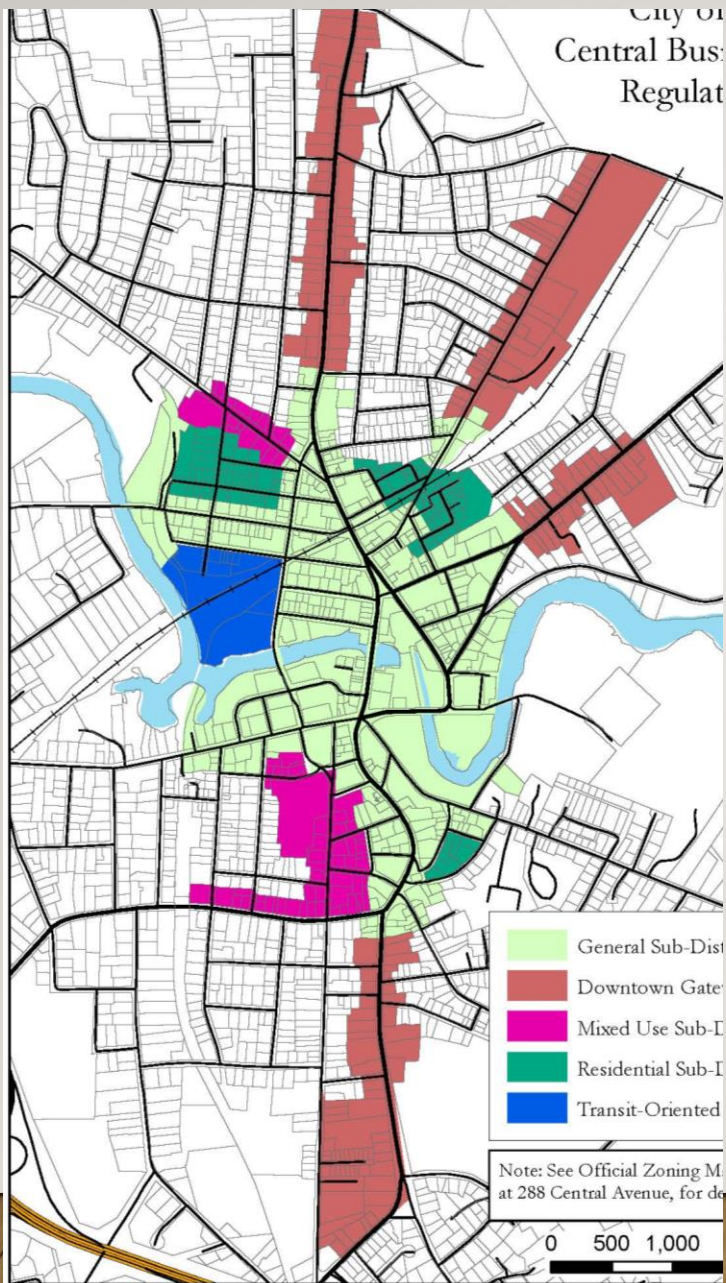 City of
Central Bus
Regulat
General Sub-Dist
Downtown Gate
Mixed Use Sub-D
Residential Sub-D
Transit-Oriented
Note: See Official Zoning M
at 288 Central Avenue, for de
0 500 1,000